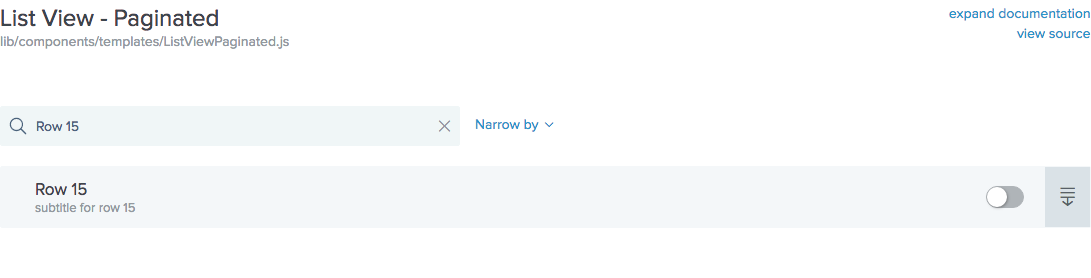 List View - Paginated
expand documentation
lib/components/templates/ListViewPaginated.js
view source
Row 15
Narrow by
Row 15
subtitle for row 15